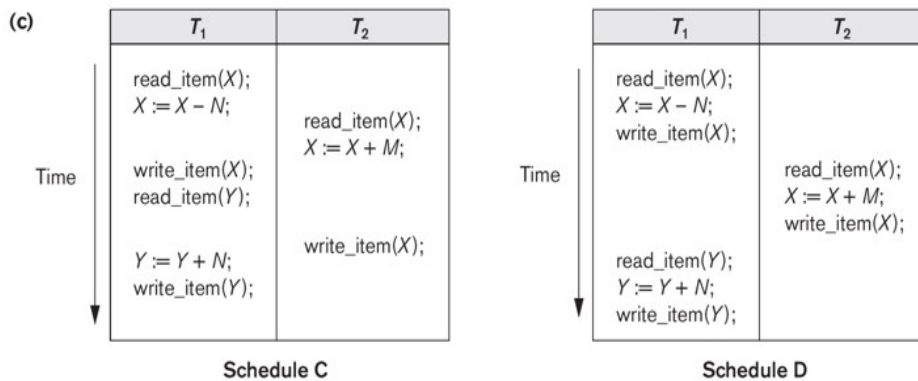 (c)
T1 T2
Time
read_item(X);
X := X – N;
read_item(X);
X := X + M;
write_item(X);
read_item(Y);
write_item(X);
Y := Y + N;
write_item(Y);
Schedule C
T1 T2
Time
read_item(X);
X := X – N;
write_item(X);
read_item(X);
X := X + M;
write_item(X);
read_item(Y);
Y := Y + N;
write_item(Y);
Schedule D